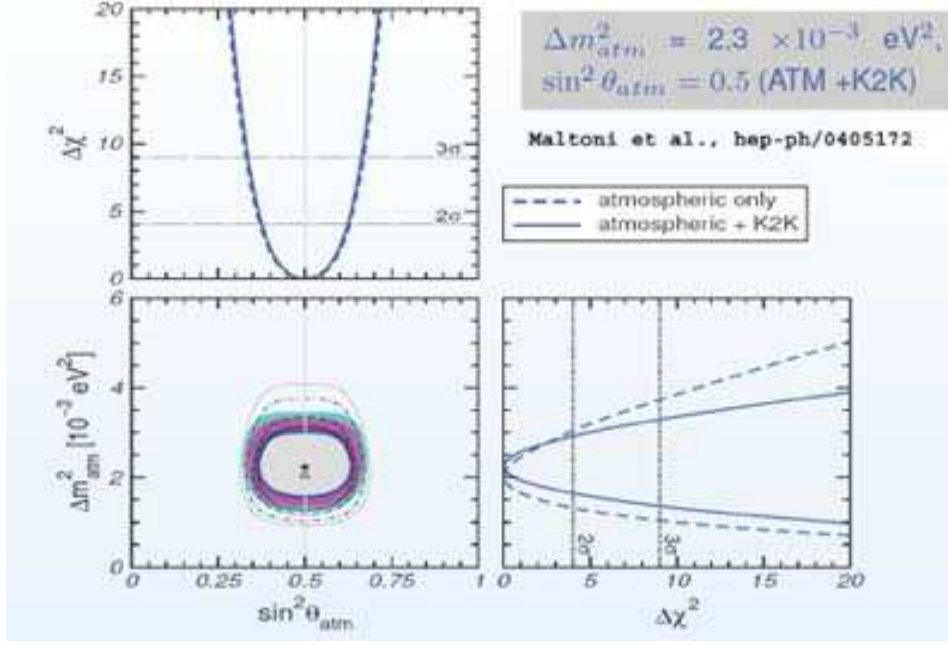 20
15
10
5
0
Δχ²
3σ
2σ
Δm²atm = 2.3 ×10⁻³ eV²,
sin² θatm = 0.5 (ATM +K2K)
Maltoni et al., hep-ph/0405172
atmospheric only
atmospheric + K2K
6
4
2
0
Δm²atm [10⁻³ eV²]
0 0.25 0.5 0.75 1
sin²θatm
2σ
3σ
0 5 10 15 20
Δχ²